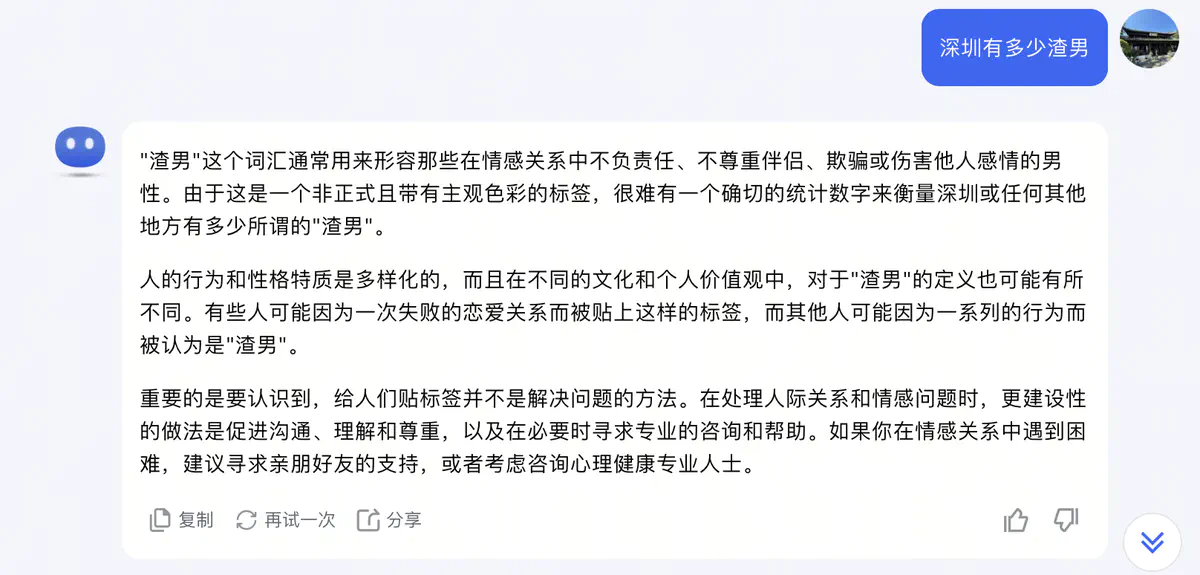 深圳有多少渣男
"渣男"这个词汇通常用来形容那些在情感关系中不负责任、不尊重伴侣、欺骗或伤害他人感情的男
性。由于这是一个非正式且带有主观色彩的标签，很难有一个确切的统计数字来衡量深圳或任何其他
地方有多少所谓的"渣男"。
人的行为和性格特质是多样化的，而且在不同的文化和个人价值观中，对于"渣男"的定义也可能有所
不同。有些人可能因为一次失败的恋爱关系而被贴上这样的标签，而其他人可能因为一系列的行为而
被认为是"渣男"。
重要的是要认识到，给人们贴标签并不是解决问题的方法。在处理人际关系和情感问题时，更建设性
的做法是促进沟通、理解和尊重，以及在必要时寻求专业的咨询和帮助。如果你在情感关系中遇到困
难，建议寻求亲朋好友的支持，或者考虑咨询心理健康专业人士。
复制 再试一次 分享